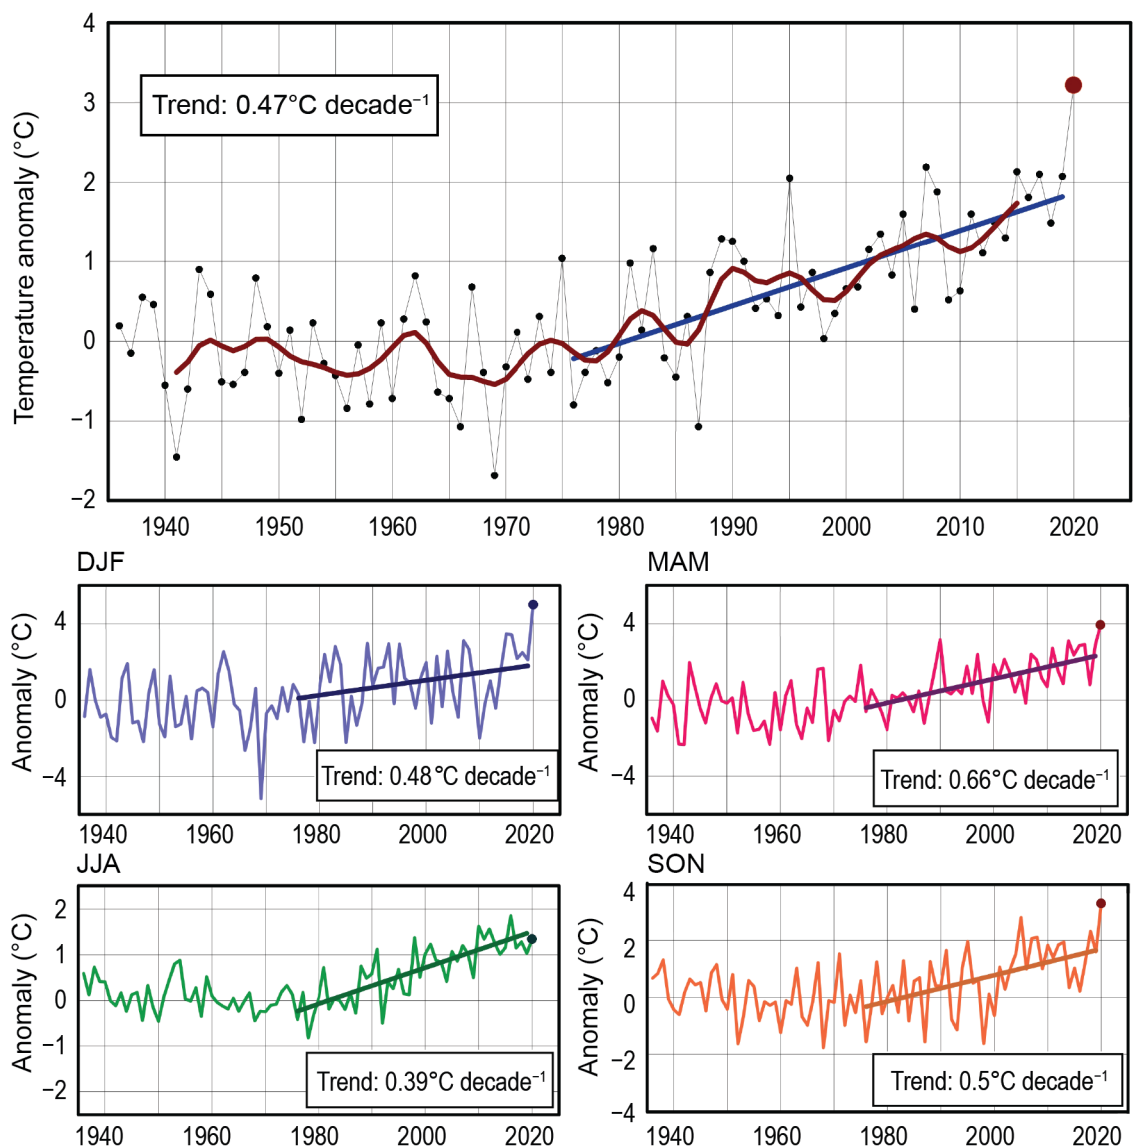 4
3
2
1
0
−1
−2
Temperature anomaly (°C)
Trend: 0.47°C decade⁻¹
1940 1950 1960 1970 1980 1990 2000 2010 2020
DJF
4
0
−4
Anomaly (°C)
Trend: 0.48°C decade⁻¹
1940 1960 1980 2000 2020
MAM
4
0
−4
Anomaly (°C)
Trend: 0.66°C decade⁻¹
1940 1960 1980 2000 2020
JJA
2
1
0
−1
−2
Anomaly (°C)
Trend: 0.39°C decade⁻¹
1940 1960 1980 2000 2020
SON
4
2
0
−2
−4
Anomaly (°C)
Trend: 0.5°C decade⁻¹
1940 1960 1980 2000 2020